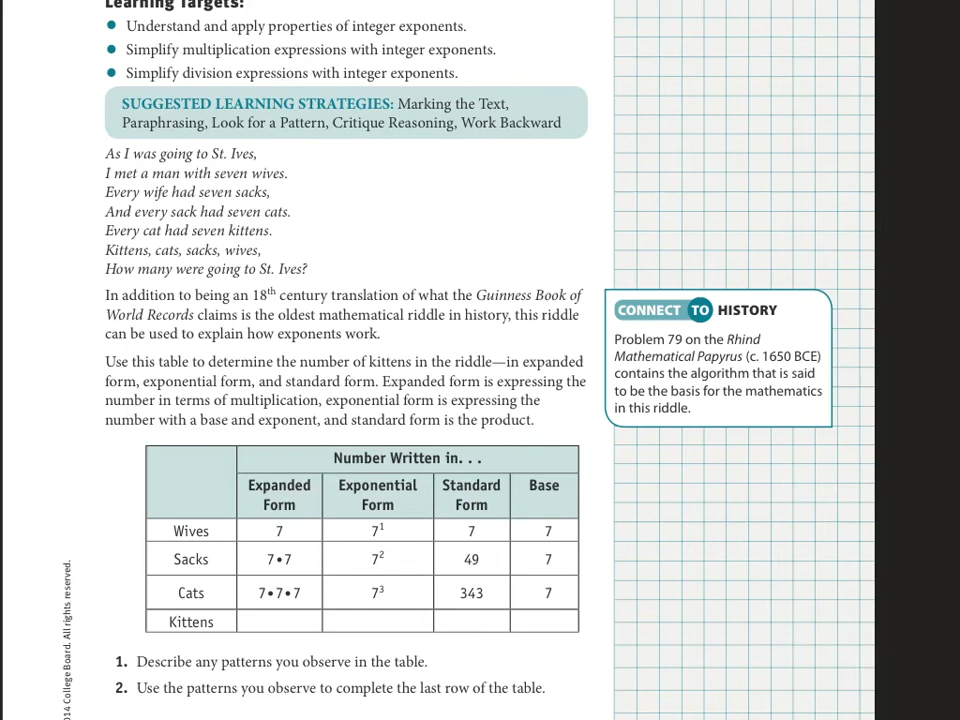 Learning Targets:
Understand and apply properties of integer exponents.
Simplify multiplication expressions with integer exponents.
Simplify division expressions with integer exponents.
SUGGESTED LEARNING STRATEGIES: Marking the Text,
Paraphrasing, Look for a Pattern, Critique Reasoning, Work Backward
As I was going to St. Ives,
I met a man with seven wives.
Every wife had seven sacks,
And every sack had seven cats.
Every cat had seven kittens.
Kittens, cats, sacks, wives,
How many were going to St. Ives?
In addition to being an 18th century translation of what the Guinness Book of
World Records claims is the oldest mathematical riddle in history, this riddle
can be used to explain how exponents work.
Use this table to determine the number of kittens in the riddle—in expanded
form, exponential form, and standard form. Expanded form is expressing the
number in terms of multiplication, exponential form is expressing the
number with a base and exponent, and standard form is the product.
CONNECT TO HISTORY
Problem 79 on the Rhind
Mathematical Papyrus (c. 1650 BCE)
contains the algorithm that is said
to be the basis for the mathematics
in this riddle.
Number Written in. . .
Expanded Form Exponential Form Standard Form Base
Wives 7 7¹ 7 7
Sacks 7•7 7² 49 7
Cats 7•7•7 7³ 343 7
Kittens
1. Describe any patterns you observe in the table.
2. Use the patterns you observe to complete the last row of the table.
014 College Board. All rights reserved.